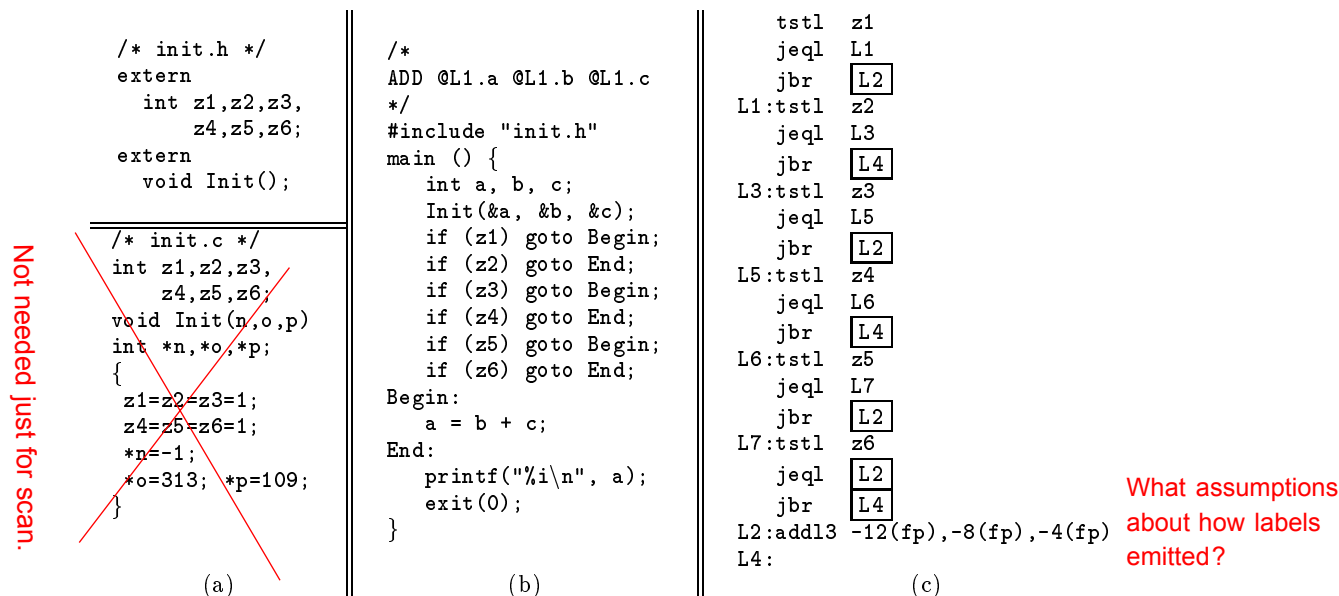 /* init.h */
extern
int z1,z2,z3,
z4,z5,z6;
extern
void Init();
/* init.c */
int z1,z2,z3,
z4,z5,z6;
void Init(n,o,p)
int *n,*o,*p;
{
z1=z2=z3=1;
z4=z5=z6=1;
*n=-1;
*o=313; *p=109;
}
(a)
Not needed just for scan.
/*
ADD @L1.a @L1.b @L1.c
*/
#include "init.h"
main () {
int a, b, c;
Init(&a, &b, &c);
if (z1) goto Begin;
if (z2) goto End;
if (z3) goto Begin;
if (z4) goto End;
if (z5) goto Begin;
if (z6) goto End;
Begin:
a = b + c;
End:
printf("%i\n", a);
exit(0);
}
(b)
tstl z1
jeql L1
jbr L2
L1:tstl z2
jeql L3
jbr L4
L3:tstl z3
jeql L5
jbr L2
L5:tstl z4
jeql L6
jbr L4
L6:tstl z5
jeql L7
jbr L2
L7:tstl z6
jeql L2
jbr L4
L2:addl3 -12(fp),-8(fp),-4(fp)
L4:
(c)
What assumptions
about how labels
emitted?